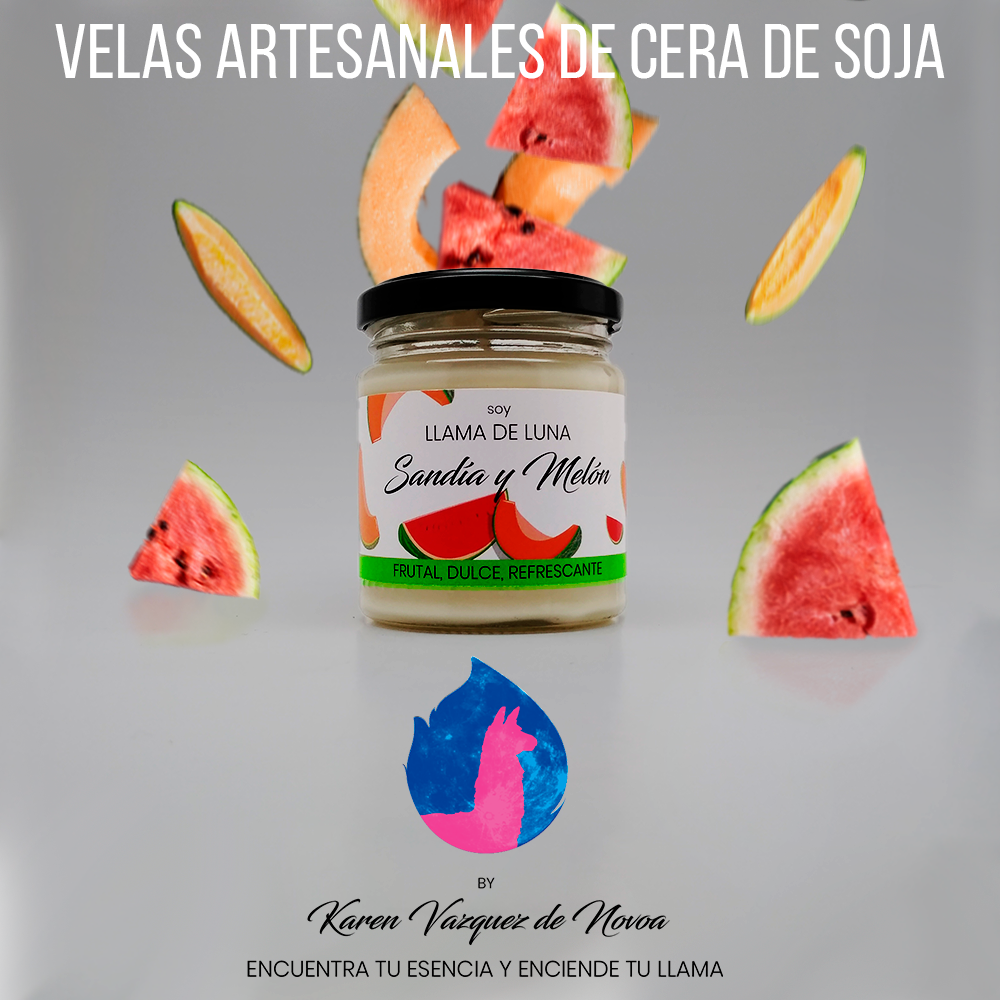 VELAS ARTESANALES DE CERA DE SOJA
soy
LLAMA DE LUNA
Sandía y Melón
FRUTAL, DULCE, REFRESCANTE
BY
Karen Vazquez de Novoa
ENCUENTRA TU ESENCIA Y ENCIENDE TU LLAMA